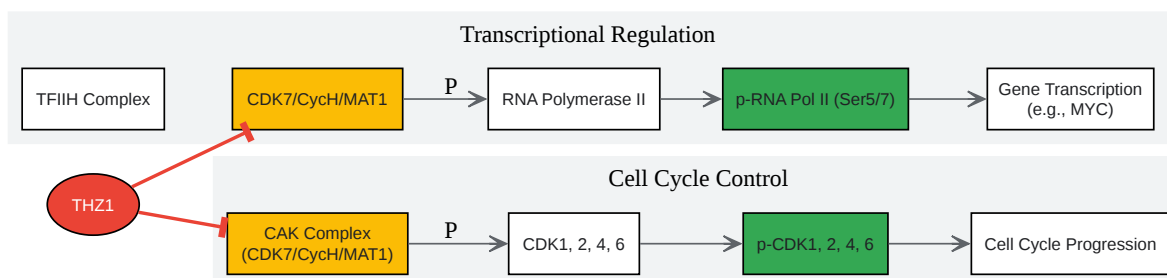 Transcriptional Regulation
TFIIH Complex
CDK7/CycH/MAT1
P
RNA Polymerase II
p-RNA Pol II (Ser5/7)
Gene Transcription
(e.g., MYC)
THZ1
Cell Cycle Control
CAK Complex
(CDK7/CycH/MAT1)
P
CDK1, 2, 4, 6
p-CDK1, 2, 4, 6
Cell Cycle Progression